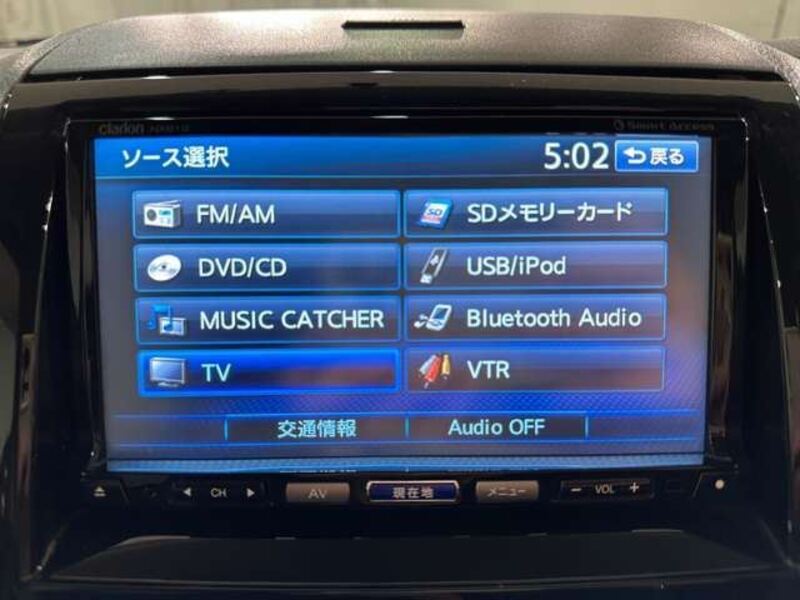 clarion
Smart Access
ソース選択 5:02 戻る
FM/AM SDメモリーカード
DVD/CD USB/iPod
MUSIC CATCHER Bluetooth Audio
TV VTR
交通情報 Audio OFF
CH AV 現在地 メニュー − VOL +